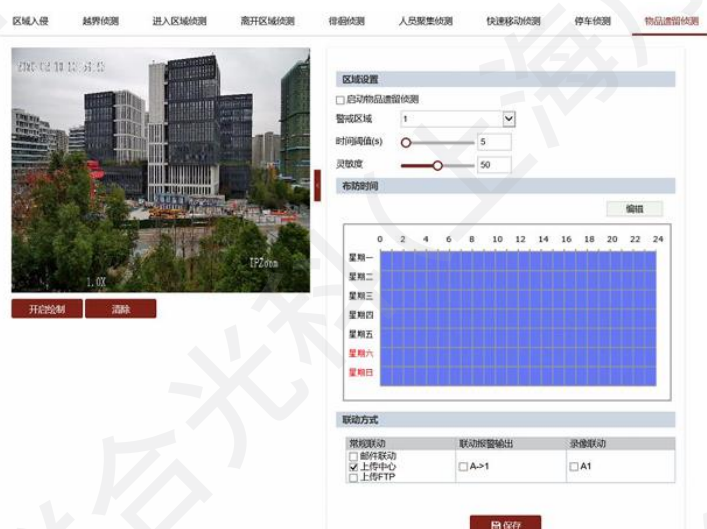 区域入侵 越界侦测 进入区域侦测 离开区域侦测 徘徊侦测 人员聚集侦测 快速移动侦测 停车侦测 物品遗留侦测
区域设置
启动物品遗留侦测
警戒区域 1
时间阈值(s) 5
灵敏度 50
布防时间
编辑
0 2 4 6 8 10 12 14 16 18 20 22 24
星期一
星期二
星期三
星期四
星期五
星期六
星期日
IPZoom
1.0X
开启绘制 清除
联动方式
常规联动 联动报警输出 录像联动
邮件联动
上传中心 A->1 A1
上传FTP
保存